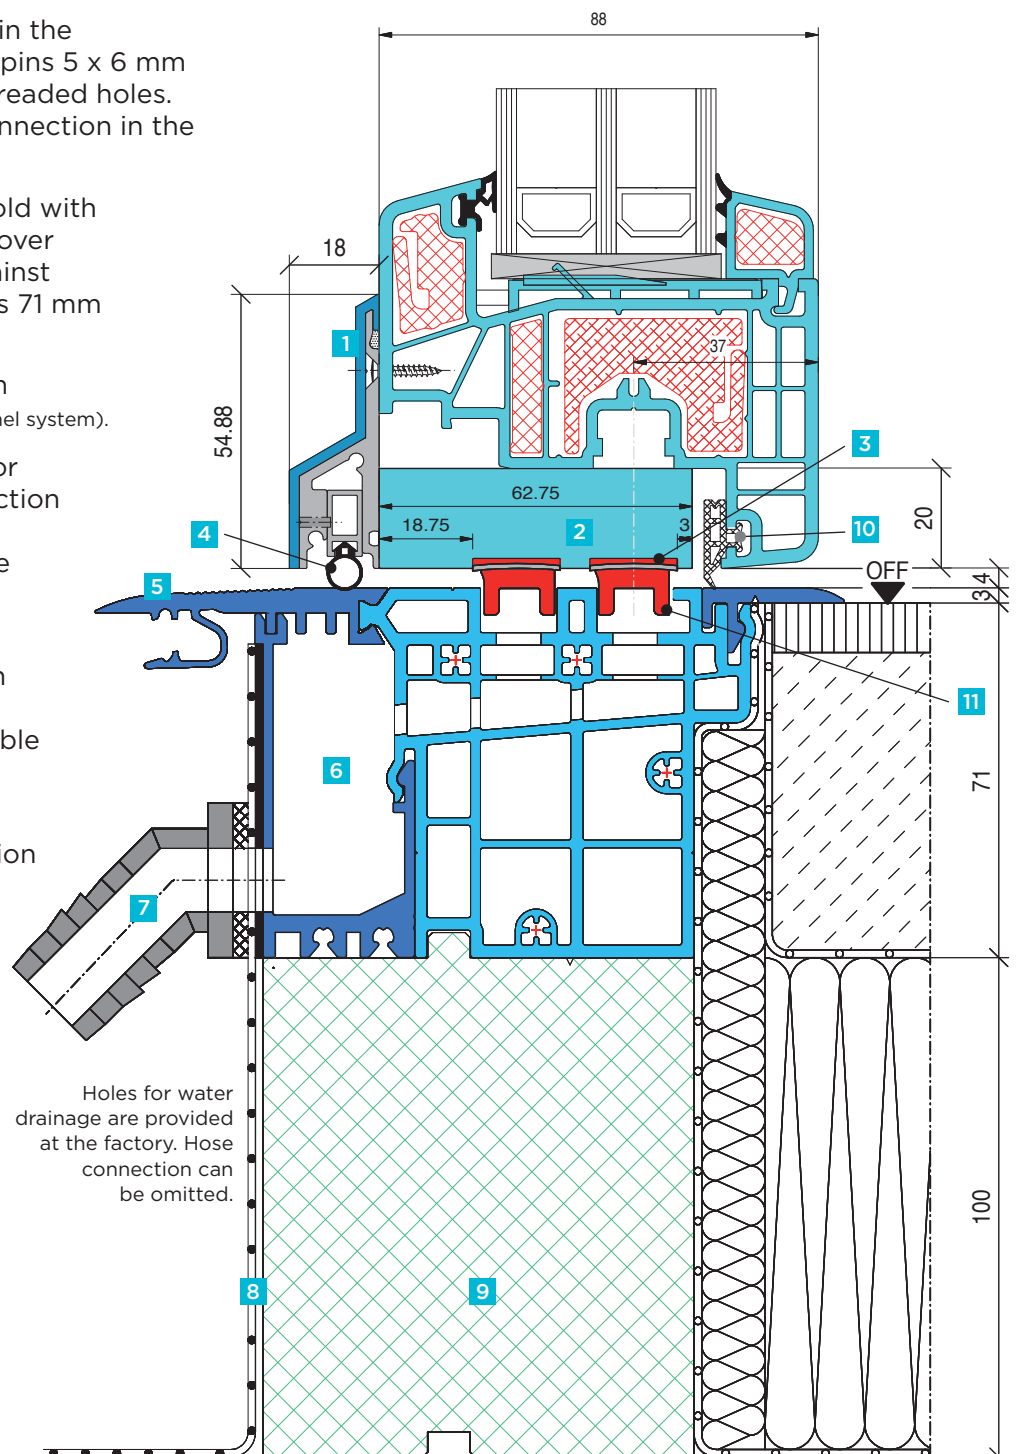 in the
pins 5 x 6 mm
readed holes.
nnection in the
old with
over
ainst
s 71 mm
n
nel system).
or
ction
e
n
ble
ion
Holes for water
drainage are provided
at the factory. Hose
connection can
be omitted.
88
18
54.88
37
62.75
18.75
3
20
OFF
34
71
100
1
2
3
4
5
6
7
8
9
10
11